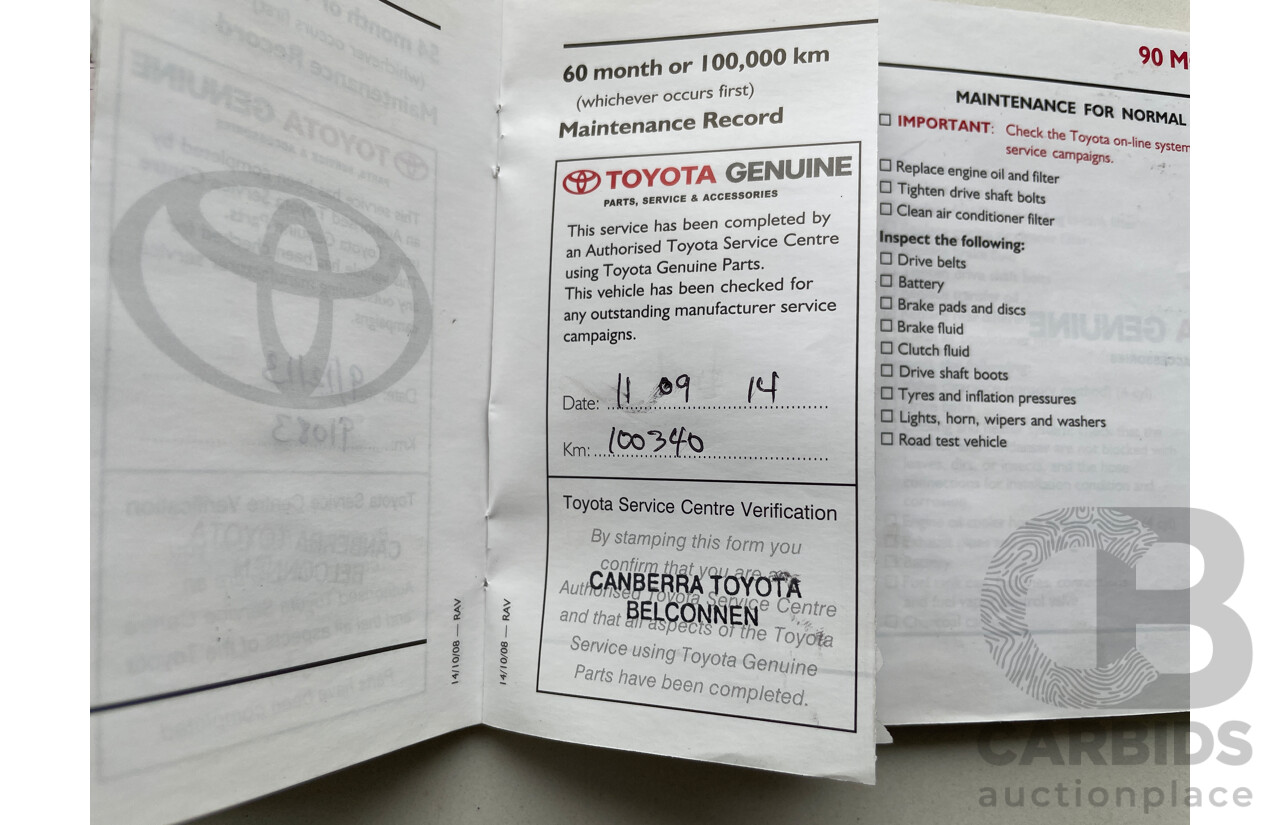 60 month or 100,000 km
(whichever occurs first)
Maintenance Record
TOYOTA GENUINE
PARTS, SERVICE & ACCESSORIES
This service has been completed by
an Authorised Toyota Service Centre
using Toyota Genuine Parts.
This vehicle has been checked for
any outstanding manufacturer service
campaigns.
Date: 11 09 14
Km: 100340
Toyota Service Centre Verification
By stamping this form you
confirm that you are an
CANBERRA TOYOTA
Authorised Toyota Service Centre
BELCONNEN
and that all aspects of the Toyota
Service using Toyota Genuine
Parts have been completed.
14/10/08 — RAV
14/10/08 — RAV
90 M
MAINTENANCE FOR NORMAL
IMPORTANT: Check the Toyota on-line system
service campaigns.
Replace engine oil and filter
Tighten drive shaft bolts
Clean air conditioner filter
Inspect the following:
Drive belts
Battery
Brake pads and discs
Brake fluid
Clutch fluid
Drive shaft boots
Tyres and inflation pressures
Lights, horn, wipers and washers
Road test vehicle
CB
CARBIDS
auctionplace